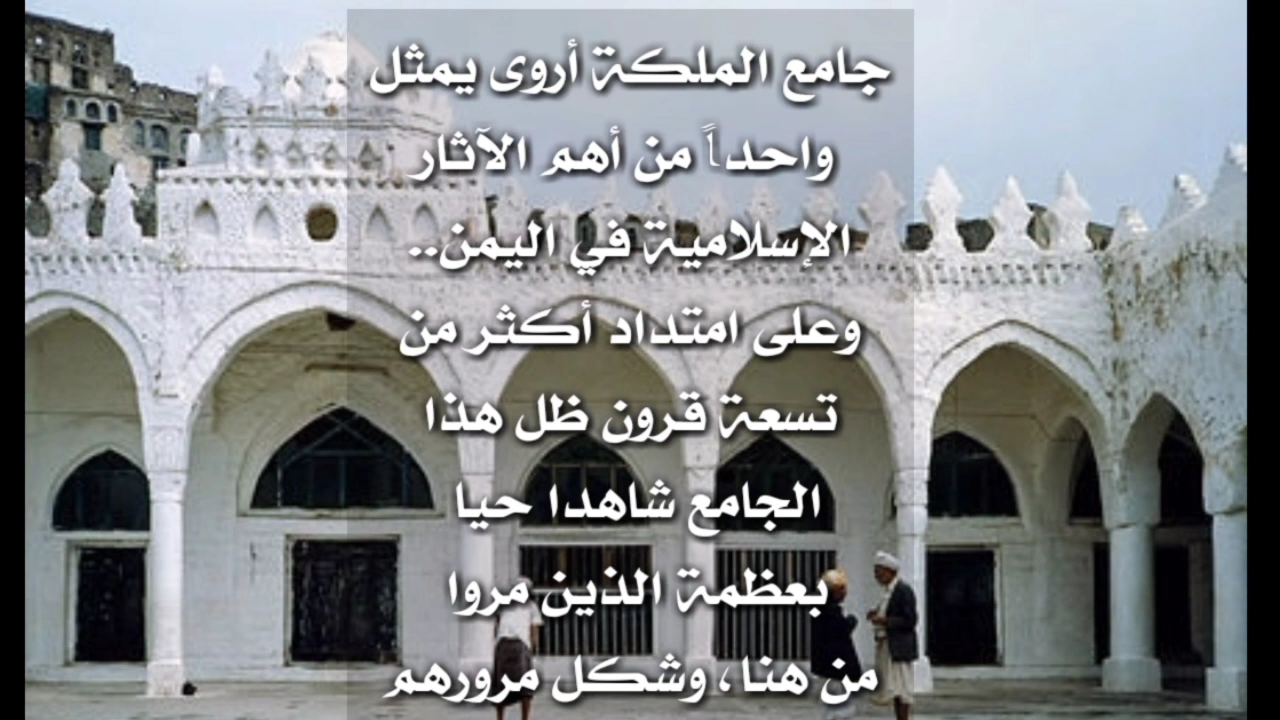 جامع الملكة أروى يمثل
واحداً من أهم الآثار
الإسلامية في اليمن..
وعلى امتداد أكثر من
تسعة قرون ظل هذا
الجامع شاهدا حيا
بعظمة الذين مروا
من هنا، وشكل مرورهم